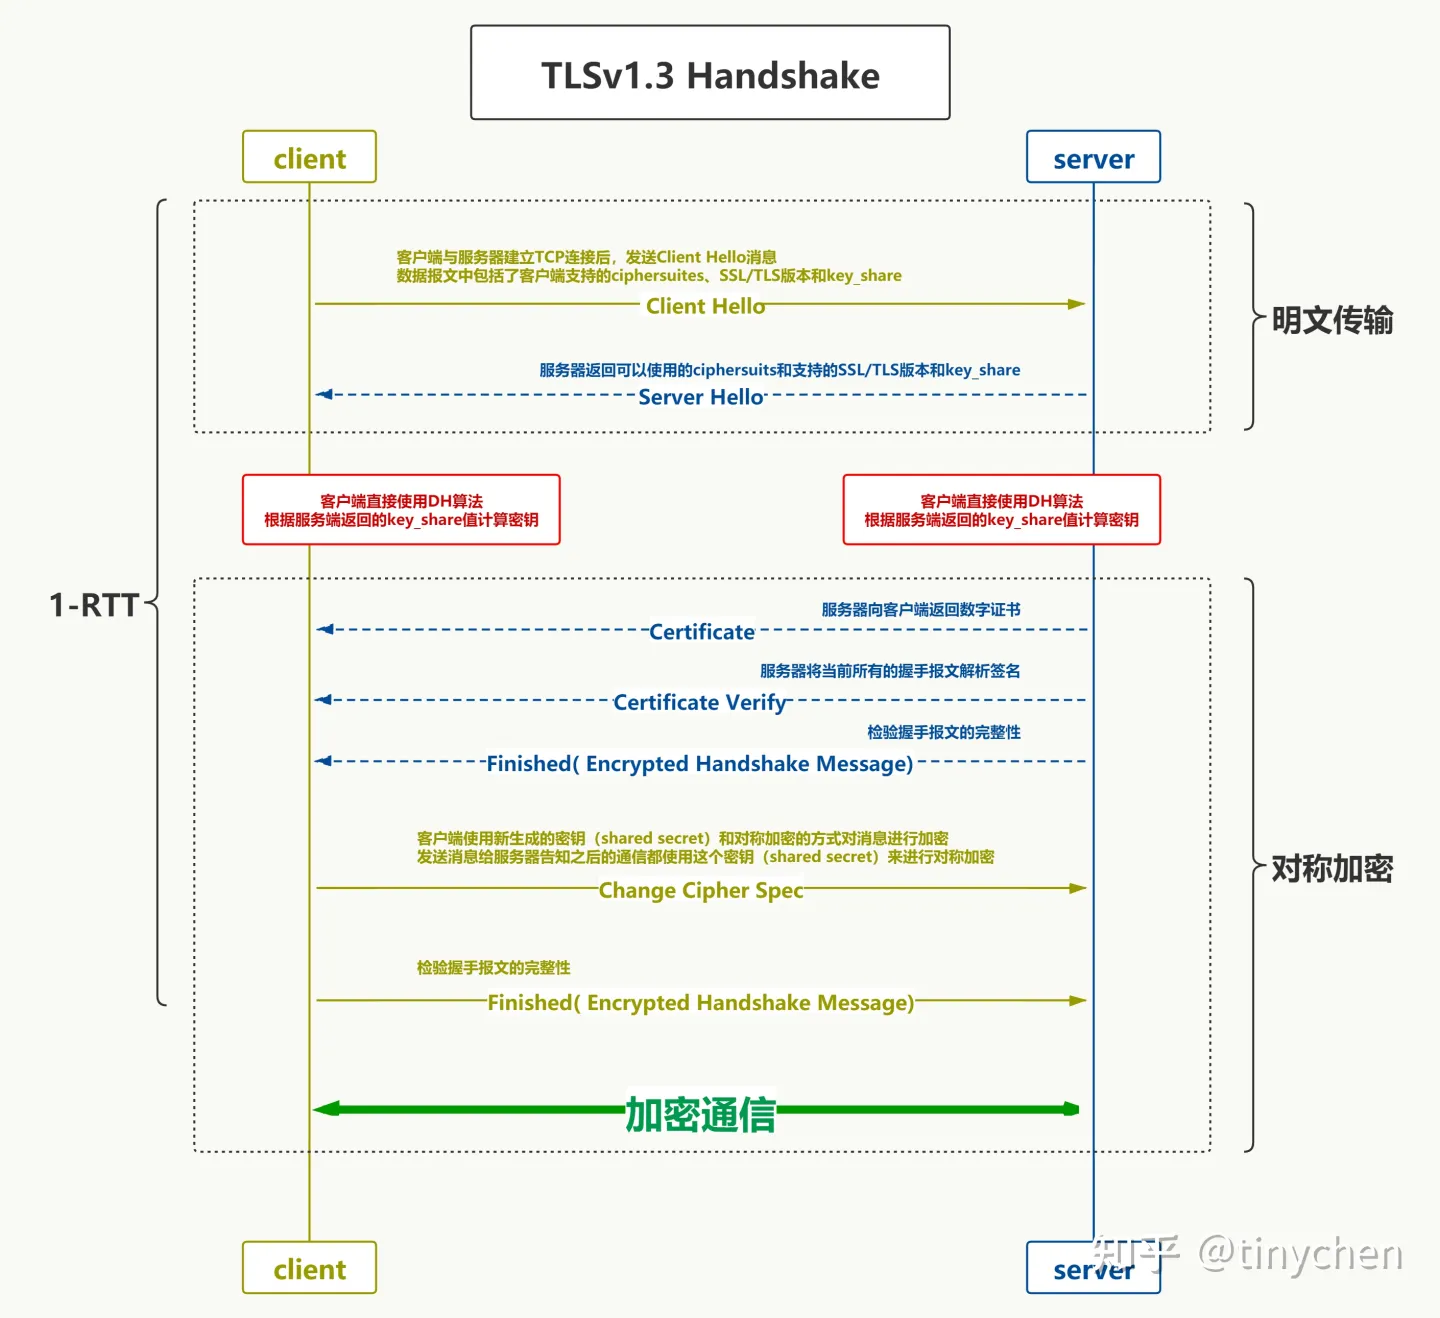 TLSv1.3 Handshake
client
server
客户端与服务器建立TCP连接后，发送Client Hello消息
数据报文中包括了客户端支持的ciphersuites、SSL/TLS版本和key_share
Client Hello
明文传输
服务器返回可以使用的ciphersuits和支持的SSL/TLS版本和key_share
Server Hello
客户端直接使用DH算法
根据服务端返回的key_share值计算密钥
客户端直接使用DH算法
根据服务端返回的key_share值计算密钥
1-RTT
服务器向客户端返回数字证书
Certificate
服务器将当前所有的握手报文解析签名
Certificate Verify
检验握手报文的完整性
Finished( Encrypted Handshake Message)
客户端使用新生成的密钥（shared secret）和对称加密的方式对消息进行加密
发送消息给服务器告知之后的通信都使用这个密钥（shared secret）来进行对称加密
对称加密
Change Cipher Spec
检验握手报文的完整性
Finished( Encrypted Handshake Message)
加密通信
client
server
知乎 @tinychen